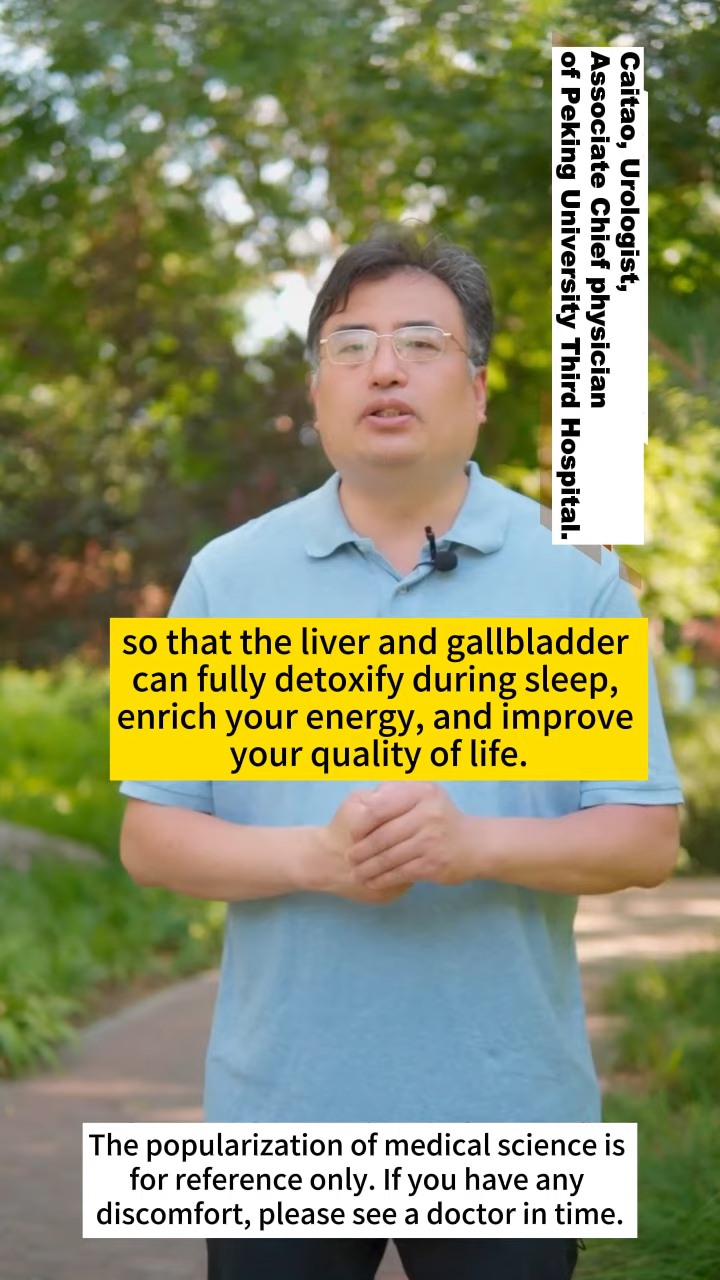 Caitao, Urologist,
Associate Chief physician
of Peking University Third Hospital.
so that the liver and gallbladder
can fully detoxify during sleep,
enrich your energy, and improve
your quality of life.
The popularization of medical science is
for reference only. If you have any
discomfort, please see a doctor in time.